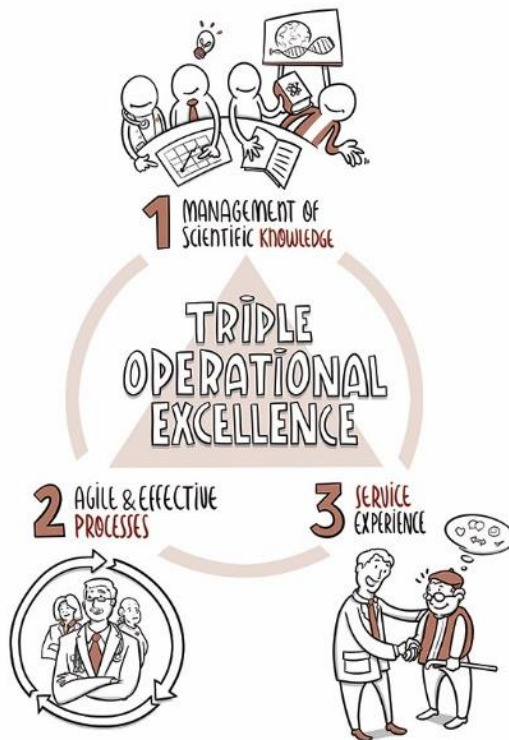 1 MANAGEMENT OF
SCIENTIFIC KNOWLEDGE
TRIPLE
OPERATIONAL
EXCELLENCE
2 AGILE & EFFECTIVE
PROCESSES
3 SERVICE
EXPERIENCE